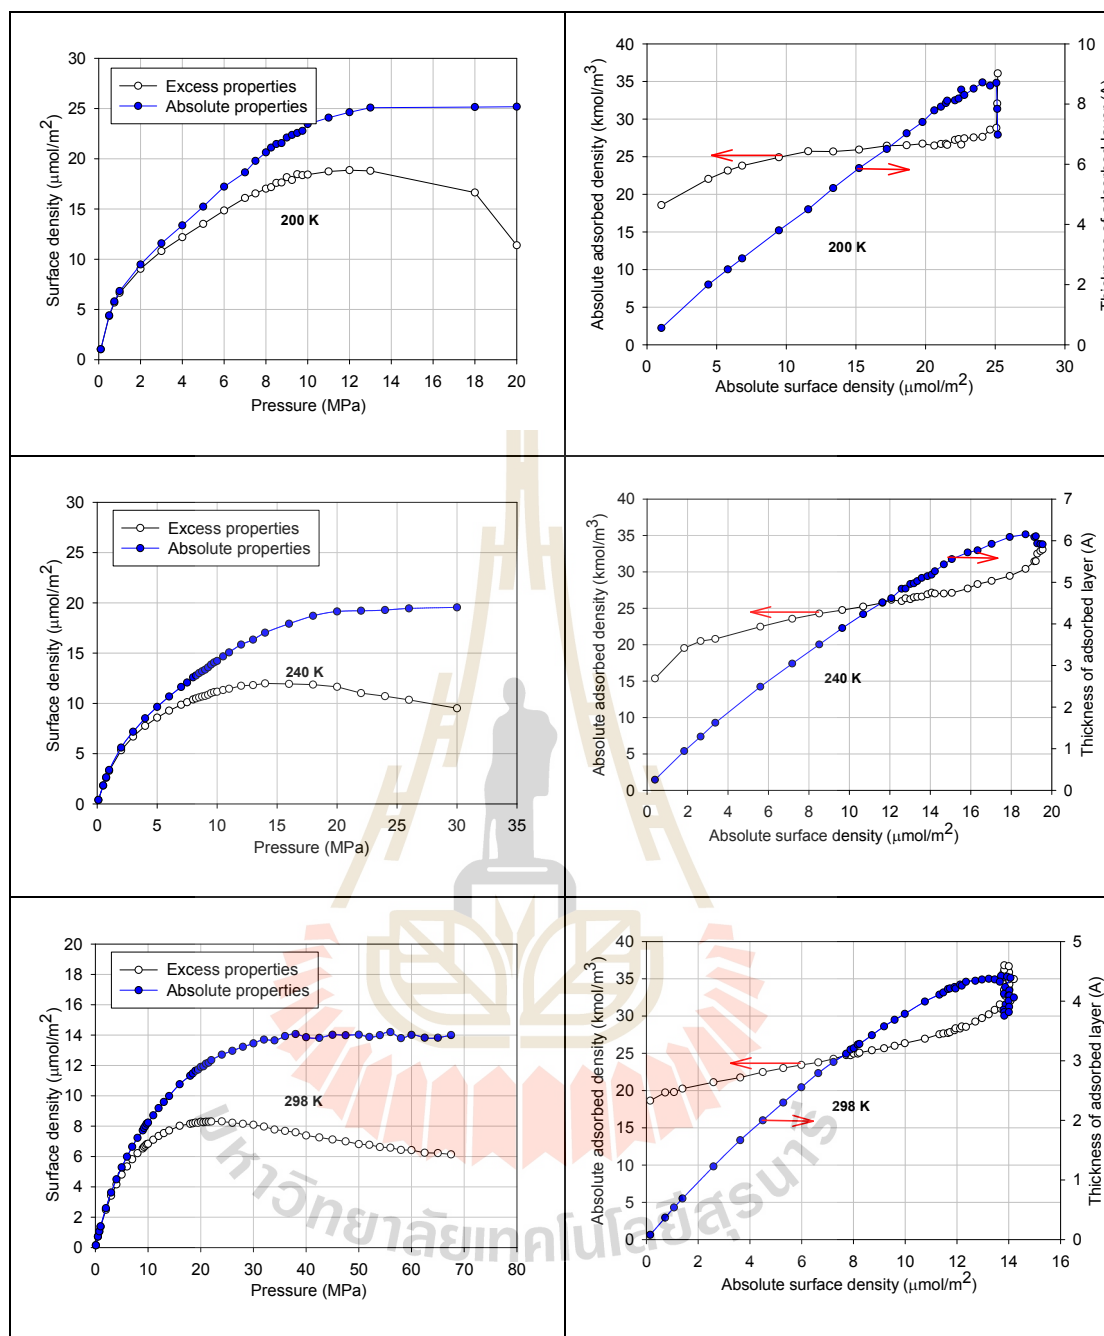 30
25
20
15
10
5
0
0 2 4 6 8 10 12 14 16 18 20
Surface density (μmol/m²)
Pressure (MPa)
Excess properties
Absolute properties
200 K
40
35
30
25
20
15
10
5
0
10
8
6
4
2
0
0 5 10 15 20 25 30
Absolute adsorbed density (kmol/m³)
Thickness of adsorbed layer (A)
Absolute surface density (μmol/m²)
200 K
30
25
20
15
10
5
0
0 5 10 15 20 25 30 35
Surface density (μmol/m²)
Pressure (MPa)
Excess properties
Absolute properties
240 K
40
35
30
25
20
15
10
5
0
7
6
5
4
3
2
1
0
0 2 4 6 8 10 12 14 16 18 20
Absolute adsorbed density (kmol/m³)
Thickness of adsorbed layer (A)
Absolute surface density (μmol/m²)
240 K
20
18
16
14
12
10
8
6
4
2
0
0 10 20 30 40 50 60 70 80
Surface density (μmol/m²)
Pressure (MPa)
Excess properties
Absolute properties
298 K
40
35
30
25
20
15
10
5
0
5
4
3
2
1
0
0 2 4 6 8 10 12 14 16
Absolute adsorbed density (kmol/m³)
Thickness of adsorbed layer (A)
Absolute surface density (μmol/m²)
298 K
มหาวิทยาลัยเทคโนโลยีสุรนารี